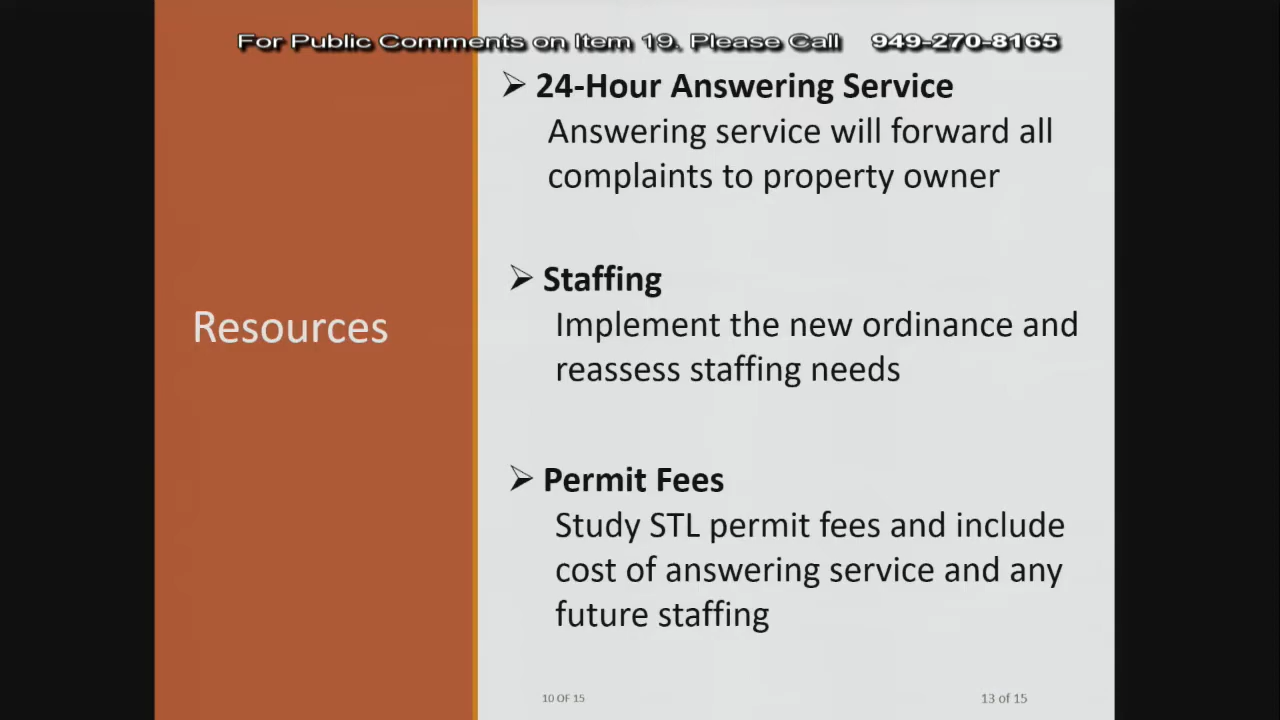 For Public Comments on Item 19. Please Call 949-270-8165
24-Hour Answering Service
Answering service will forward all
complaints to property owner
Staffing
Implement the new ordinance and
reassess staffing needs
Resources
Permit Fees
Study STL permit fees and include
cost of answering service and any
future staffing
10 OF 15
13 of 15